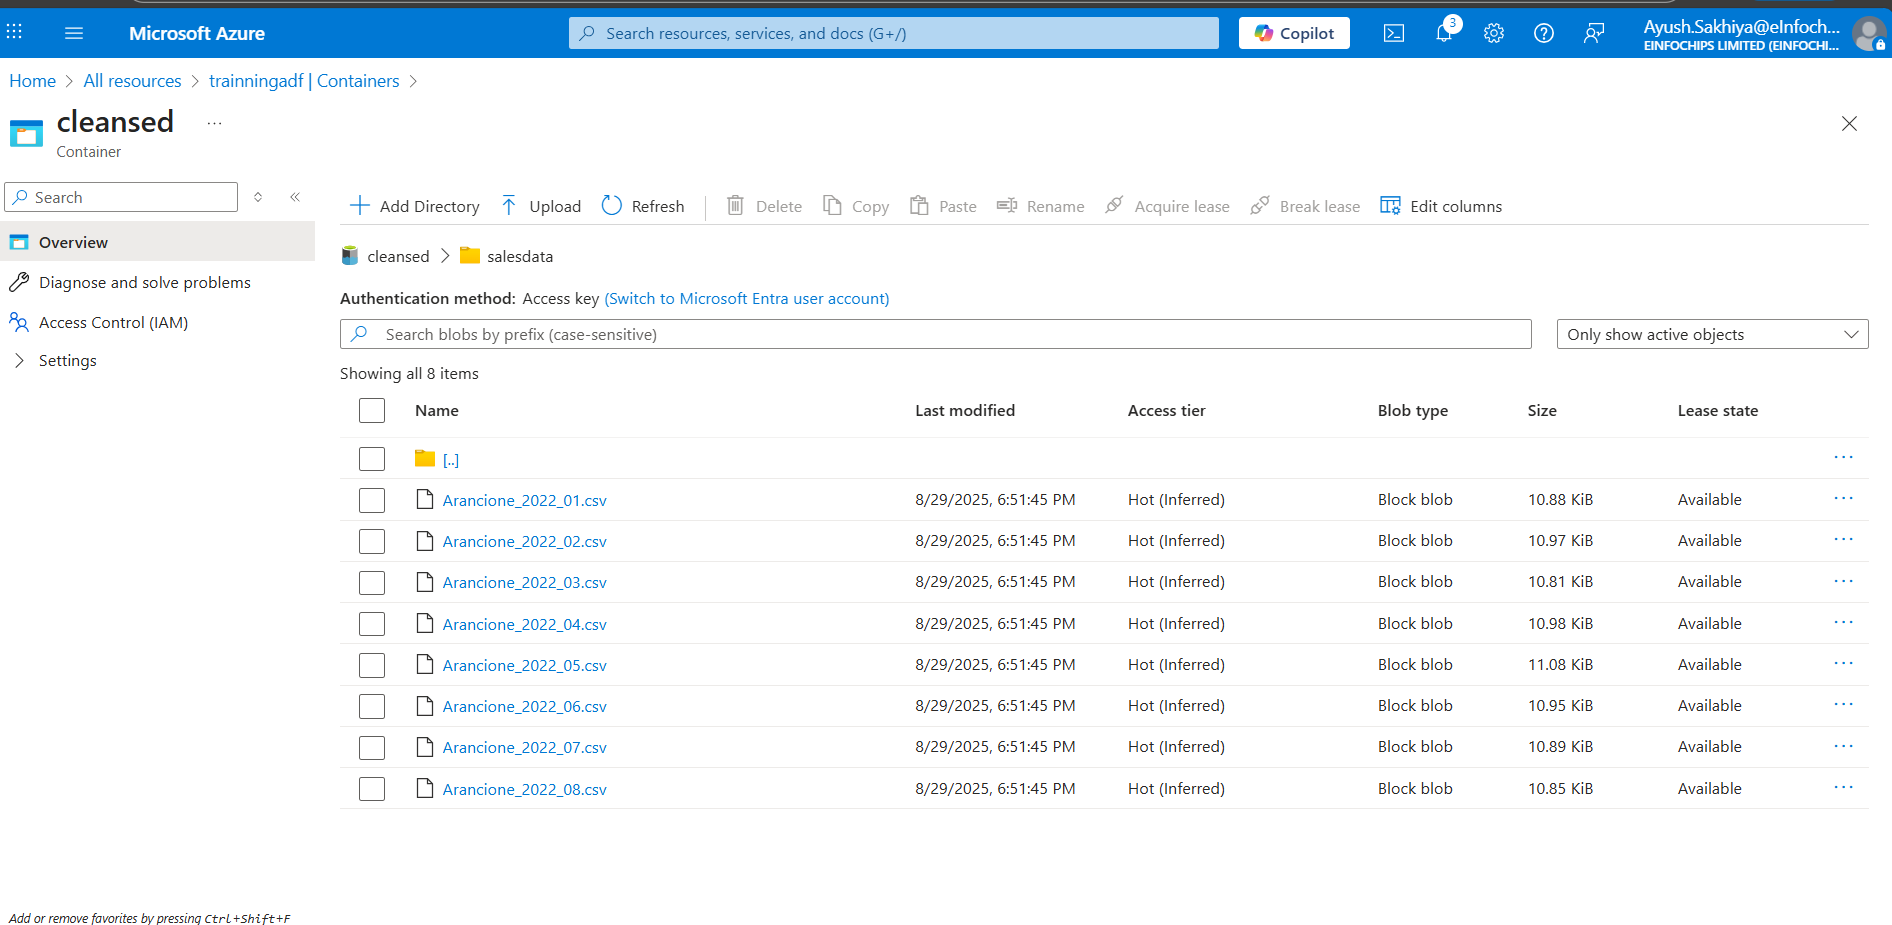 Microsoft Azure
Search resources, services, and docs (G+/)
Copilot
3
Ayush.Sakhiya@eInfoch...
EINFOCHIPS LIMITED (EINFOCHI...
Home > All resources > trainningadf | Containers >
cleansed ...
Container
Search
Overview
Diagnose and solve problems
Access Control (IAM)
Settings
Add Directory Upload Refresh Delete Copy Paste Rename Acquire lease Break lease Edit columns
cleansed > salesdata
Authentication method: Access key (Switch to Microsoft Entra user account)
Search blobs by prefix (case-sensitive)
Only show active objects
Showing all 8 items
Name Last modified Access tier Blob type Size Lease state
[..] ...
Arancione_2022_01.csv 8/29/2025, 6:51:45 PM Hot (Inferred) Block blob 10.88 KiB Available ...
Arancione_2022_02.csv 8/29/2025, 6:51:45 PM Hot (Inferred) Block blob 10.97 KiB Available ...
Arancione_2022_03.csv 8/29/2025, 6:51:45 PM Hot (Inferred) Block blob 10.81 KiB Available ...
Arancione_2022_04.csv 8/29/2025, 6:51:45 PM Hot (Inferred) Block blob 10.98 KiB Available ...
Arancione_2022_05.csv 8/29/2025, 6:51:45 PM Hot (Inferred) Block blob 11.08 KiB Available ...
Arancione_2022_06.csv 8/29/2025, 6:51:45 PM Hot (Inferred) Block blob 10.95 KiB Available ...
Arancione_2022_07.csv 8/29/2025, 6:51:45 PM Hot (Inferred) Block blob 10.89 KiB Available ...
Arancione_2022_08.csv 8/29/2025, 6:51:45 PM Hot (Inferred) Block blob 10.85 KiB Available ...
Add or remove favorites by pressing Ctrl+Shift+F